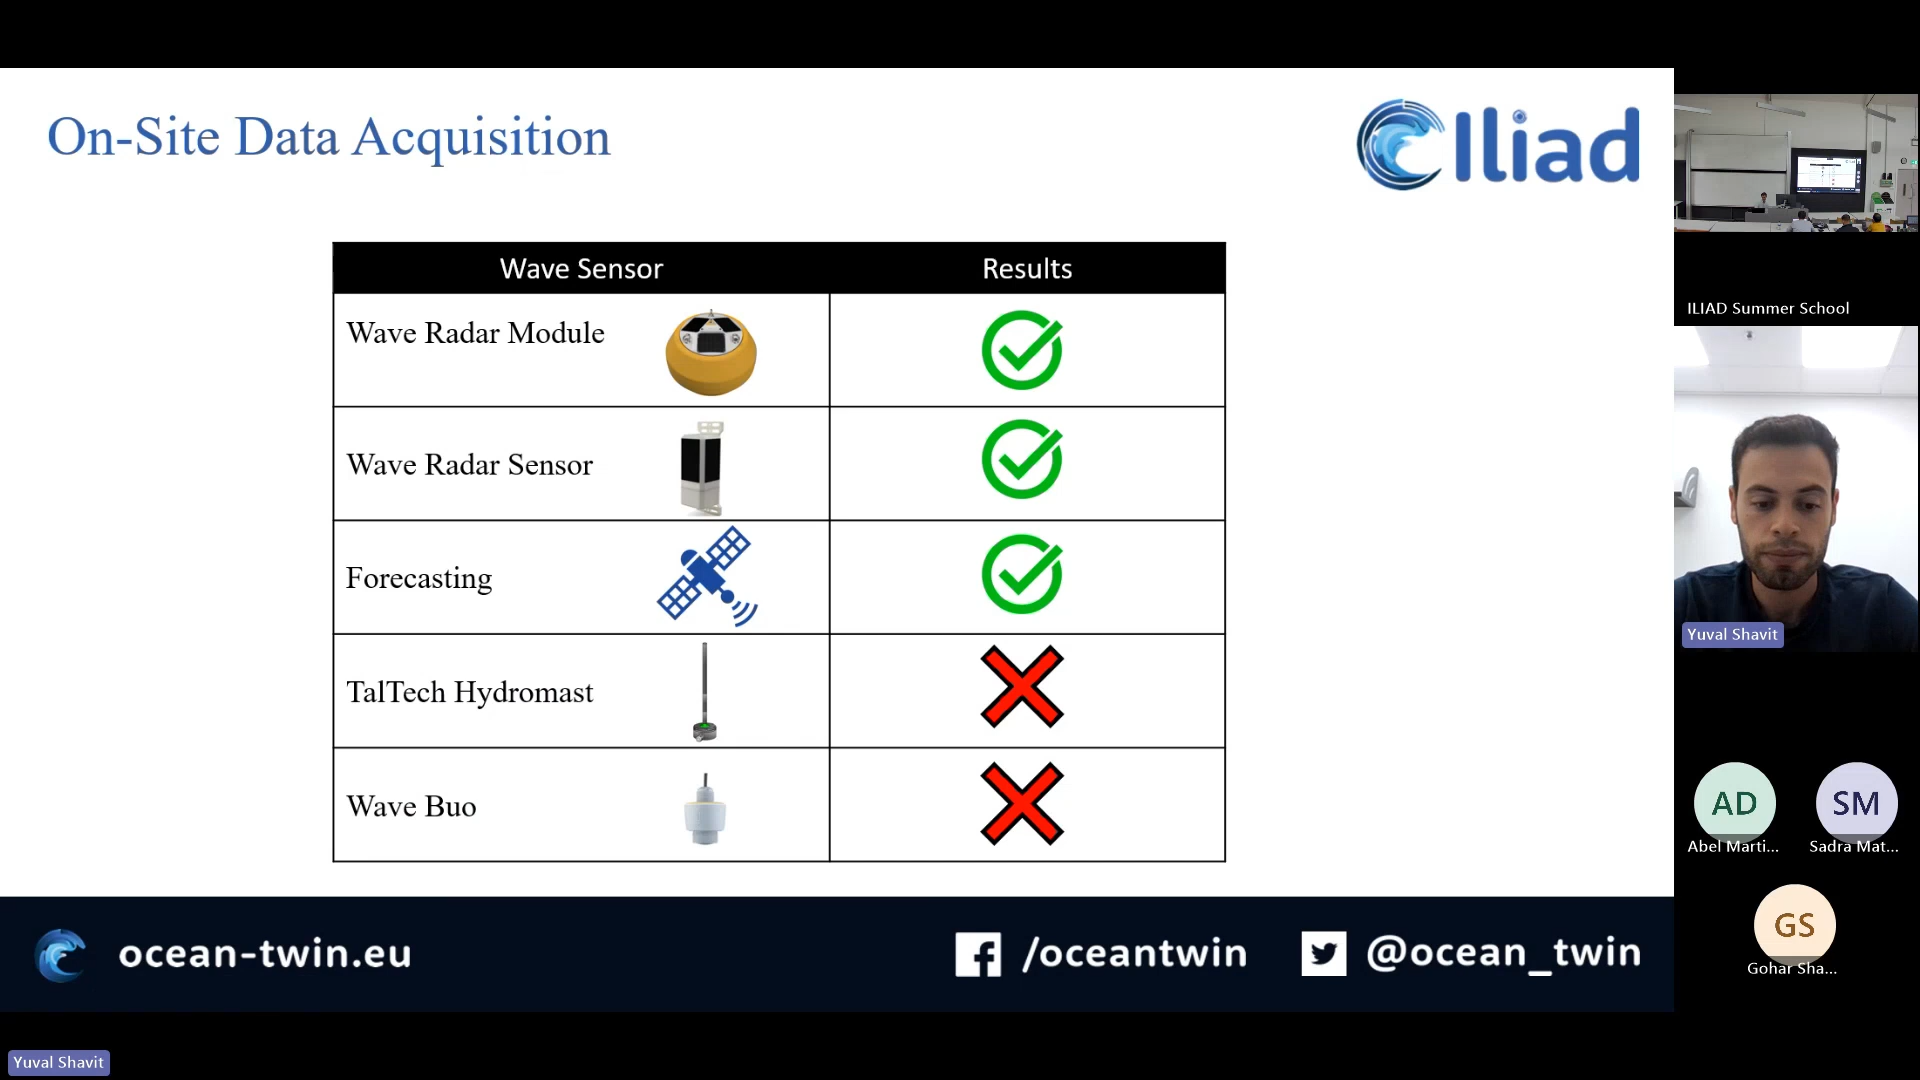 On-Site Data Acquisition
Iliad
Wave Sensor
Results
Wave Radar Module
Wave Radar Sensor
Forecasting
TalTech Hydromast
Wave Buo
ocean-twin.eu
/oceantwin
@ocean_twin
ILIAD Summer School
Yuval Shavit
AD
SM
Abel Marti...
Sadra Mat...
GS
Gohar Sha...
Yuval Shavit